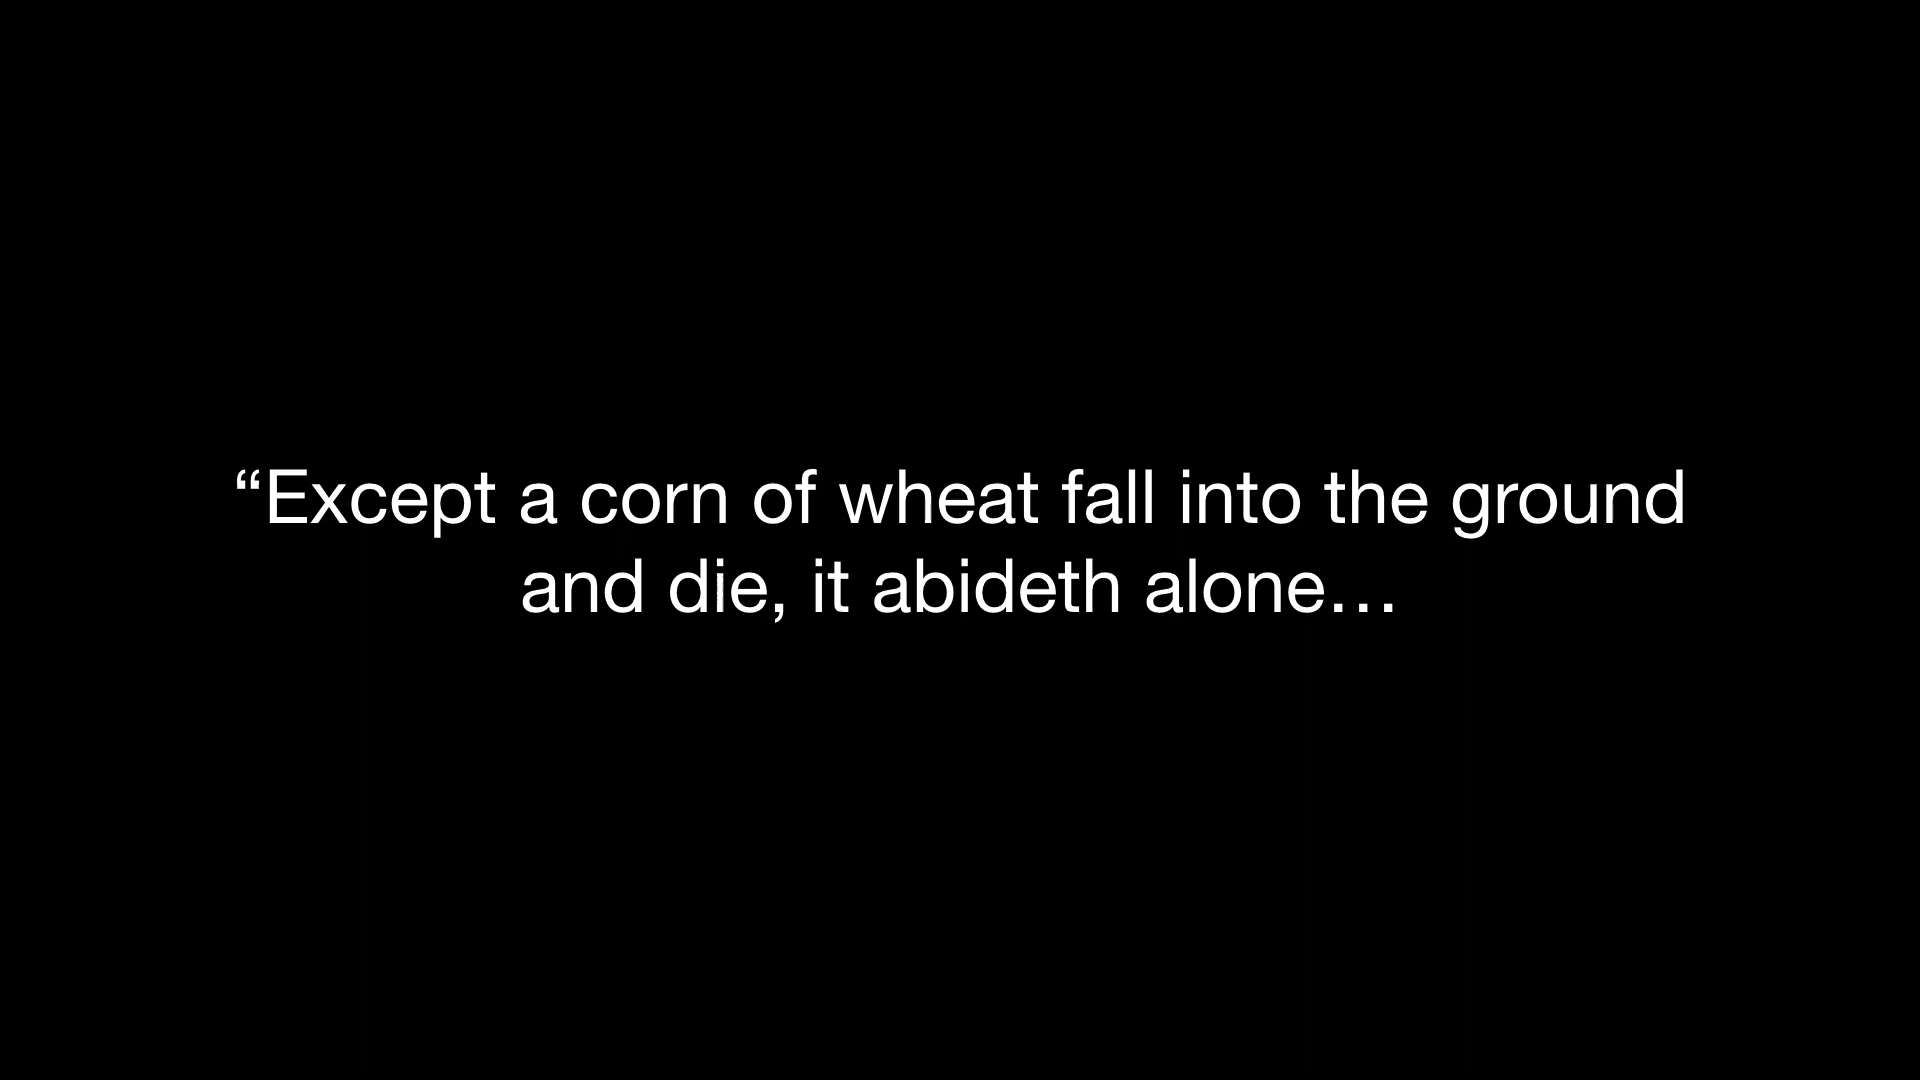 “Except a corn of wheat fall into the ground
and die, it abideth alone…